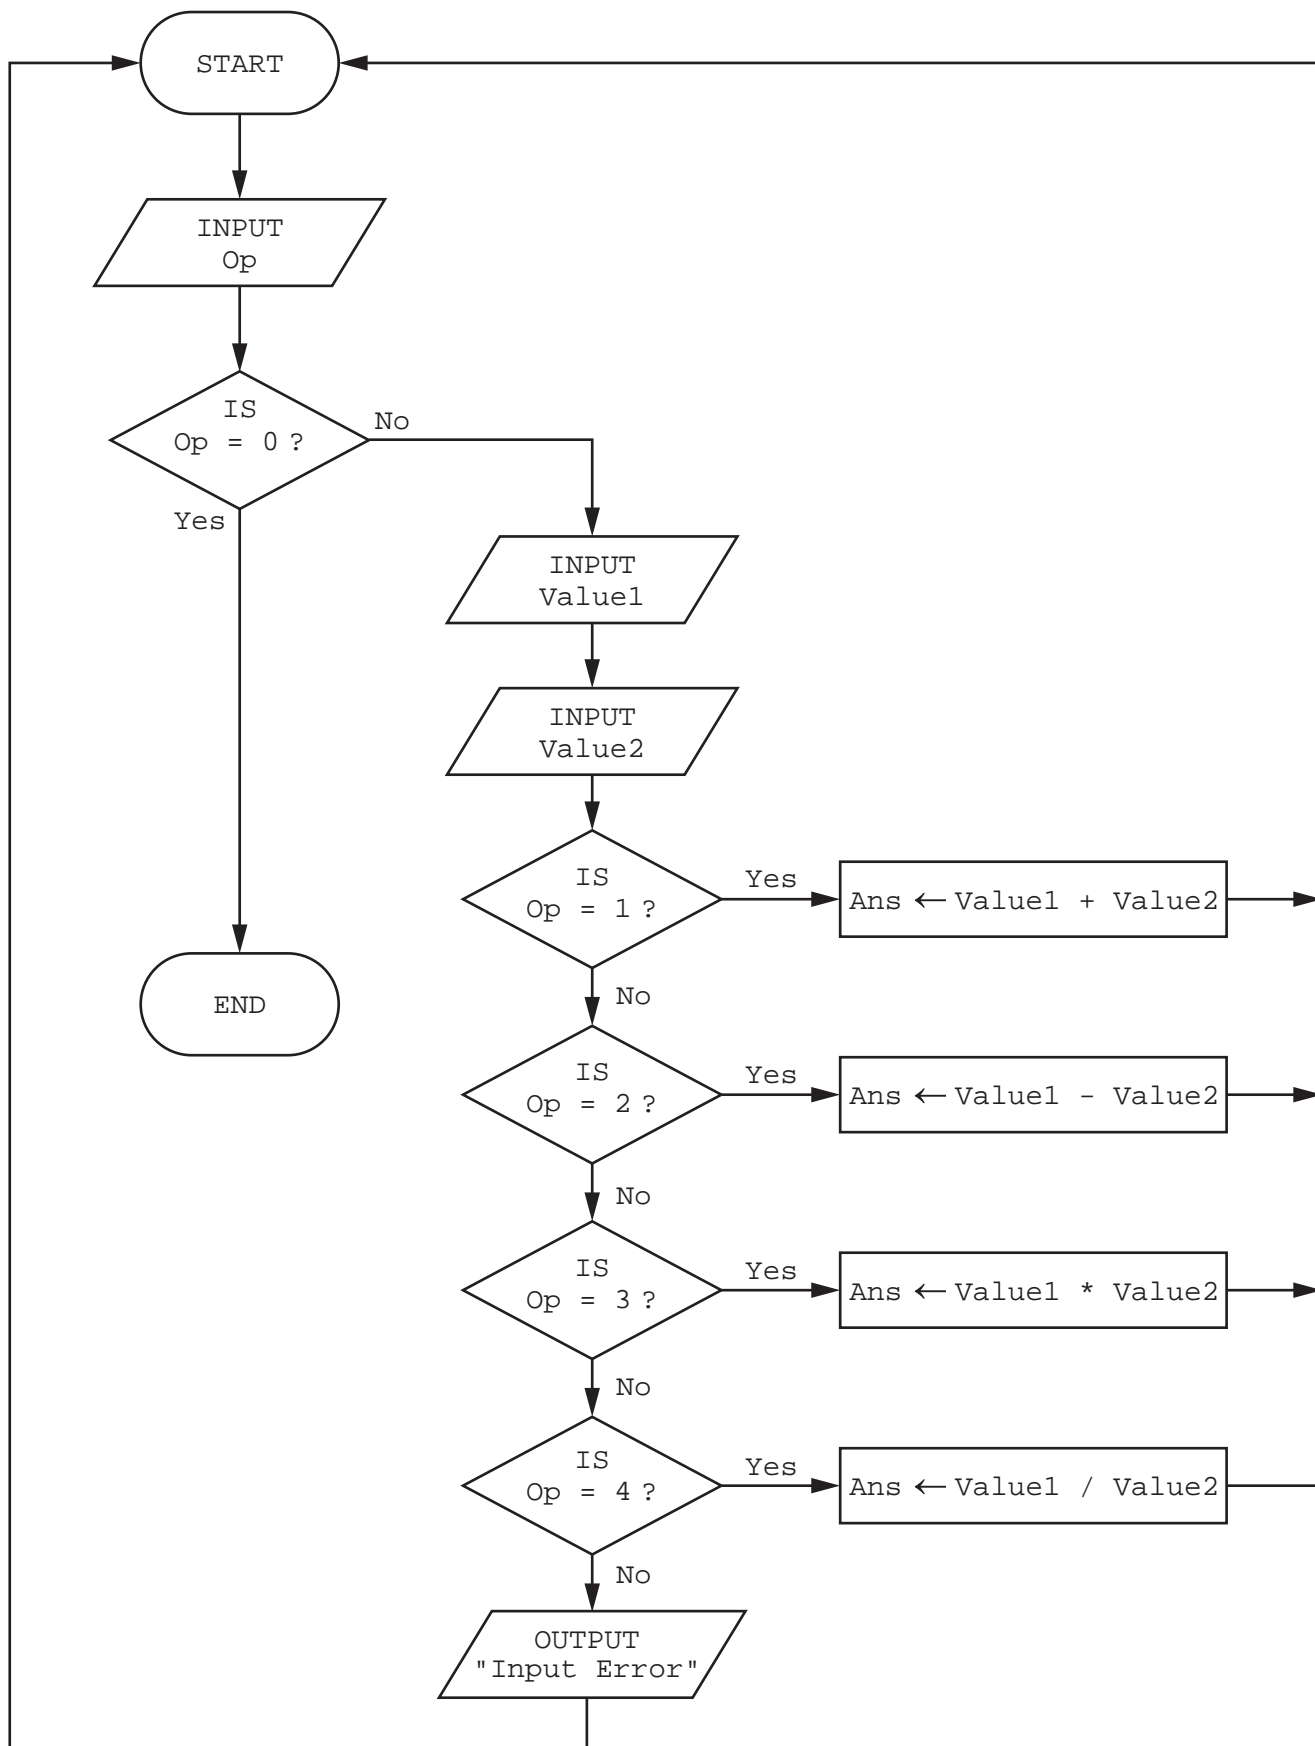 START
INPUT
Op
IS
Op = 0 ?
No
Yes
INPUT
Value1
INPUT
Value2
IS
Op = 1 ?
Yes
Ans ← Value1 + Value2
No
END
IS
Op = 2 ?
Yes
Ans ← Value1 - Value2
No
IS
Op = 3 ?
Yes
Ans ← Value1 * Value2
No
IS
Op = 4 ?
Yes
Ans ← Value1 / Value2
No
OUTPUT
"Input Error"